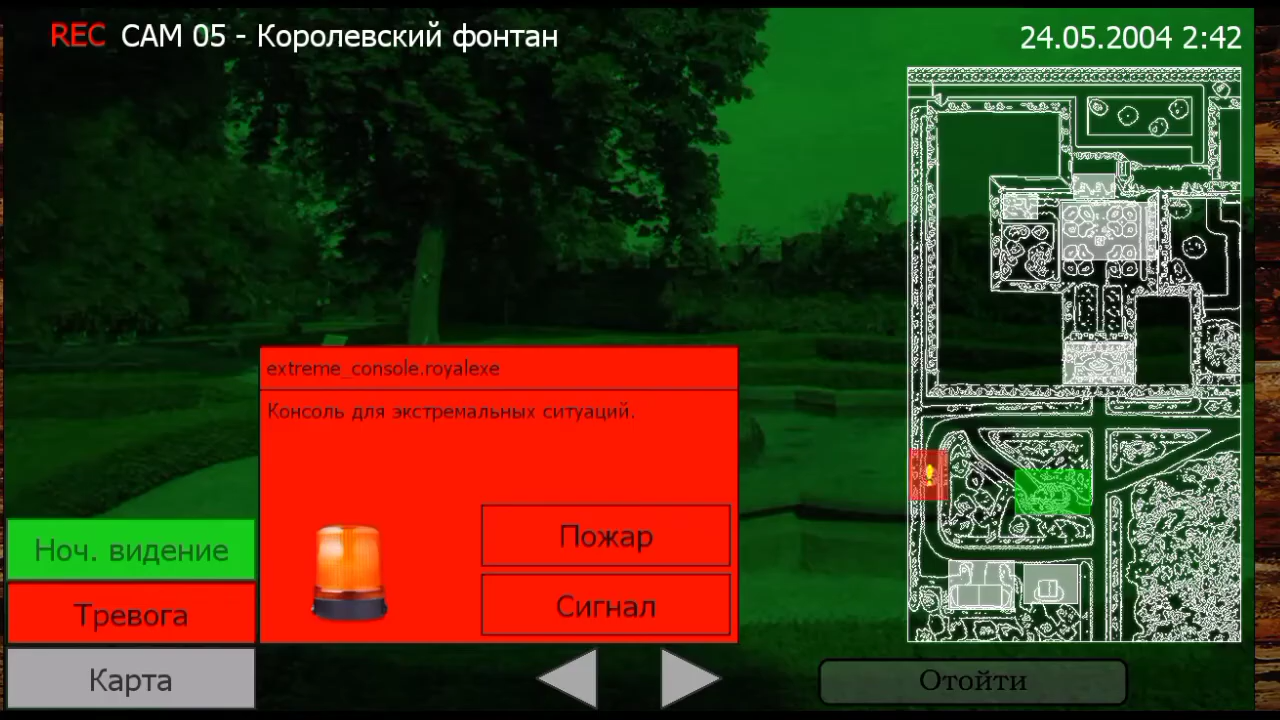 REC CAM 05 - Королевский фонтан
24.05.2004 2:42
extreme_console.royalexe
Консоль для экстремальных ситуаций.
Пожар
Сигнал
Ноч. видение
Тревога
Карта
Отойти